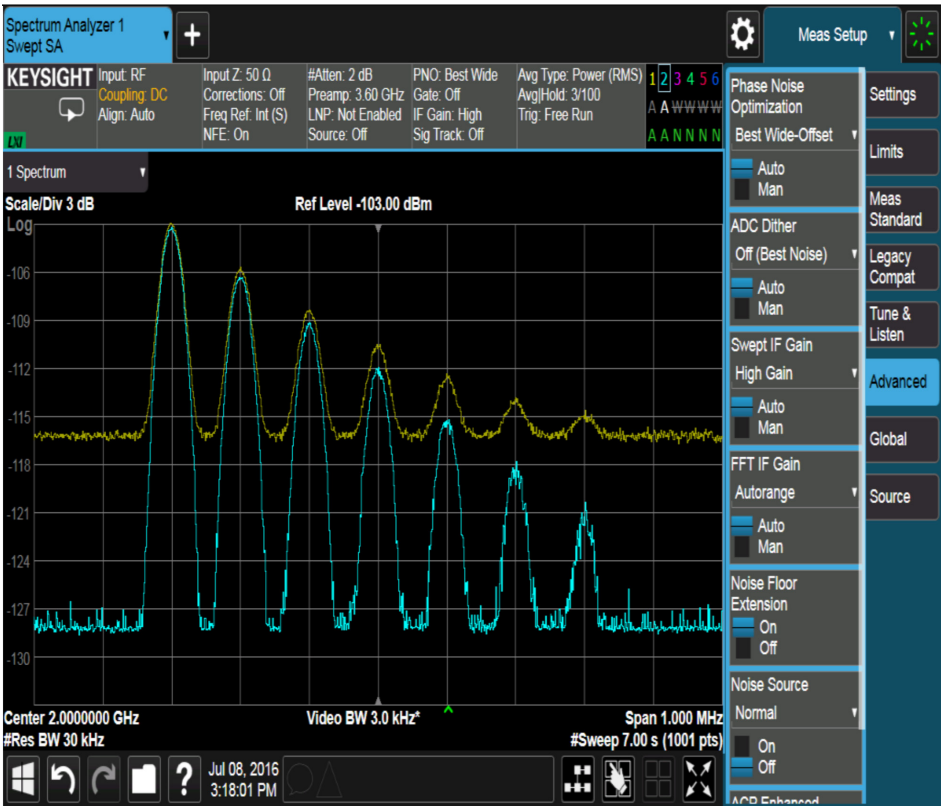 Spectrum Analyzer 1
Swept SA
+
Meas Setup
KEYSIGHT
LXI
Input: RF
Coupling: DC
Align: Auto
Input Z: 50 Ω
Corrections: Off
Freq Ref: Int (S)
NFE: On
#Atten: 2 dB
Preamp: 3.60 GHz
LNP: Not Enabled
Source: Off
PNO: Best Wide
Gate: Off
IF Gain: High
Sig Track: Off
Avg Type: Power (RMS)
Avg|Hold: 3/100
Trig: Free Run
1 2 3 4 5 6
A A W W W W
A A N N N N
1 Spectrum
Scale/Div 3 dB
Ref Level -103.00 dBm
Log
-106
-109
-112
-115
-118
-121
-124
-127
-130
Center 2.0000000 GHz
Video BW 3.0 kHz*
Span 1.000 MHz
#Res BW 30 kHz
#Sweep 7.00 s (1001 pts)
?
Jul 08, 2016
3:18:01 PM
Phase Noise
Optimization
Best Wide-Offset
Auto
Man
ADC Dither
Off (Best Noise)
Auto
Man
Swept IF Gain
High Gain
Auto
Man
FFT IF Gain
Autorange
Auto
Man
Noise Floor
Extension
On
Off
Noise Source
Normal
On
Off
ACP Enhanced
Settings
Limits
Meas
Standard
Legacy
Compat
Tune &
Listen
Advanced
Global
Source